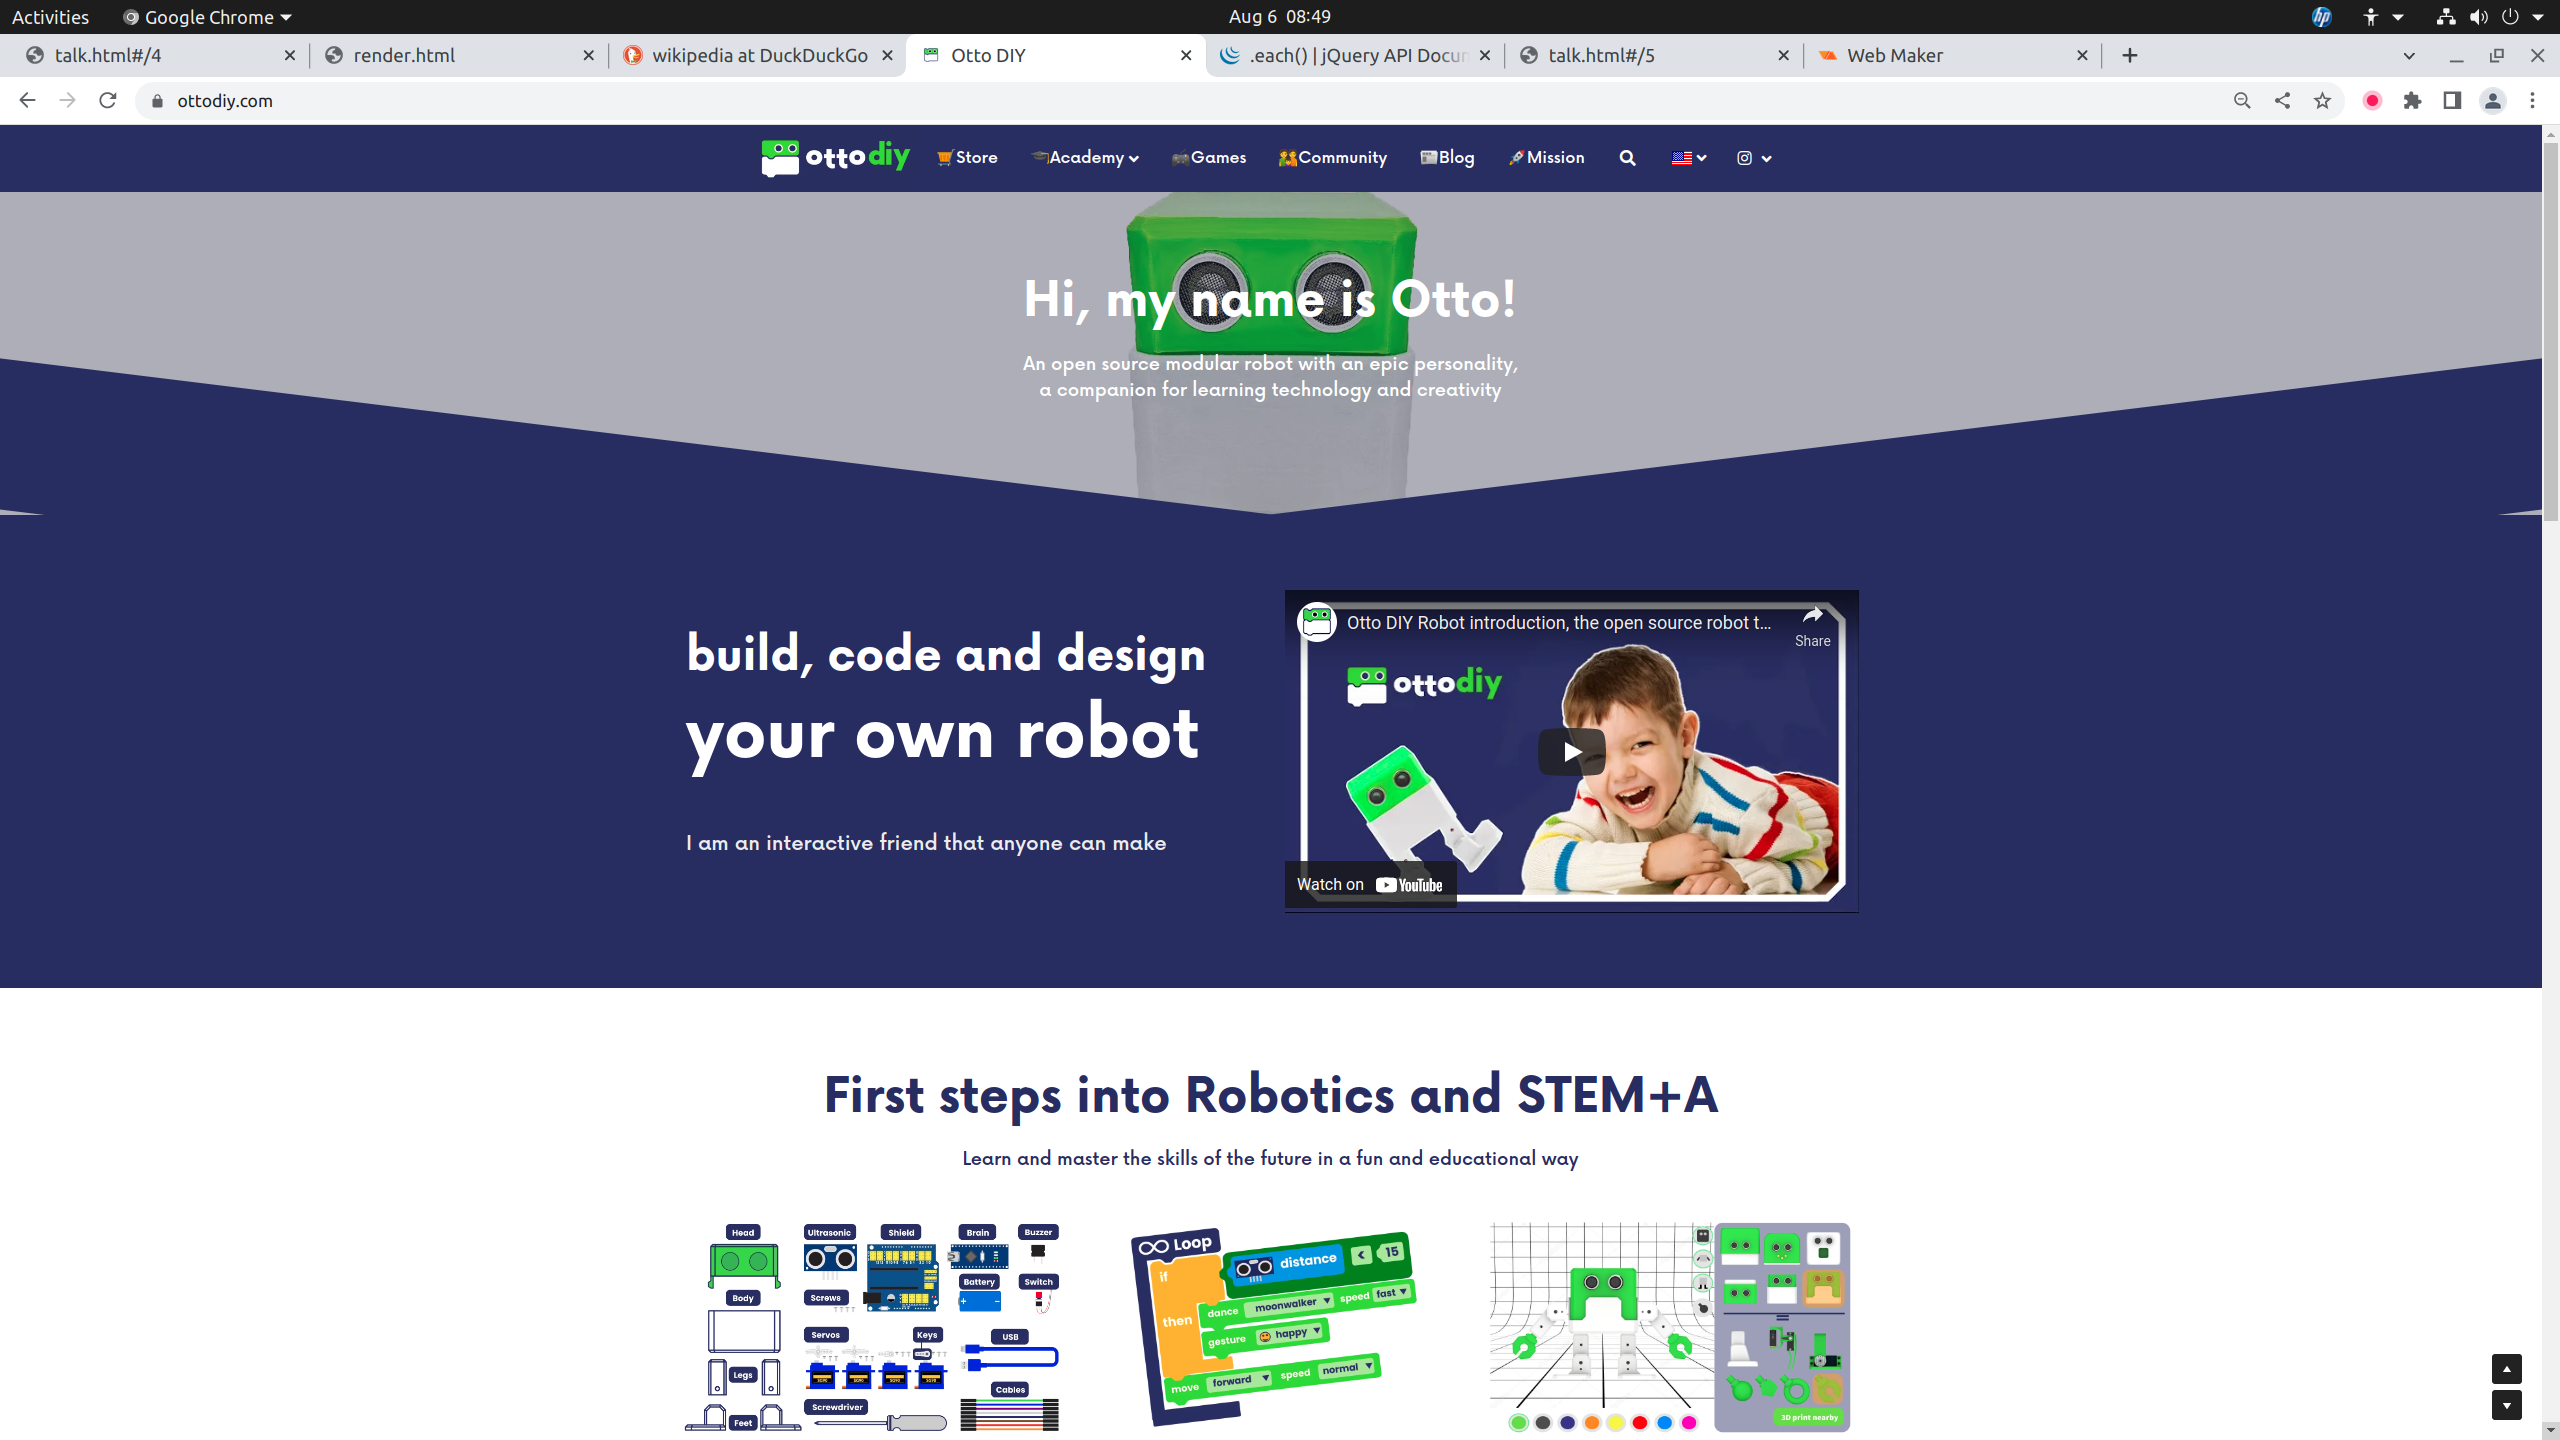 Activities
Google Chrome
Aug 6 08:49
talk.html#/4
render.html
wikipedia at DuckDuckGo
Otto DIY
.each() | jQuery API Docum
talk.html#/5
Web Maker
ottodiy.com
ottodiy
Store
Academy
Games
Community
Blog
Mission
Hi, my name is Otto!
An open source modular robot with an epic personality,
a companion for learning technology and creativity
build, code and design
your own robot
I am an interactive friend that anyone can make
Otto DIY Robot introduction, the open source robot t...
Share
ottodiy
Watch on YouTube
First steps into Robotics and STEM+A
Learn and master the skills of the future in a fun and educational way
Head
Ultrasonic
Shield
Brain
Buzzer
Battery
Switch
Body
Screws
Servos
Keys
USB
Legs
Cables
Screwdriver
Feet
Loop
if
distance < 15
dance moonwalker speed fast
then
gesture happy
move forward speed normal
3D print nearby